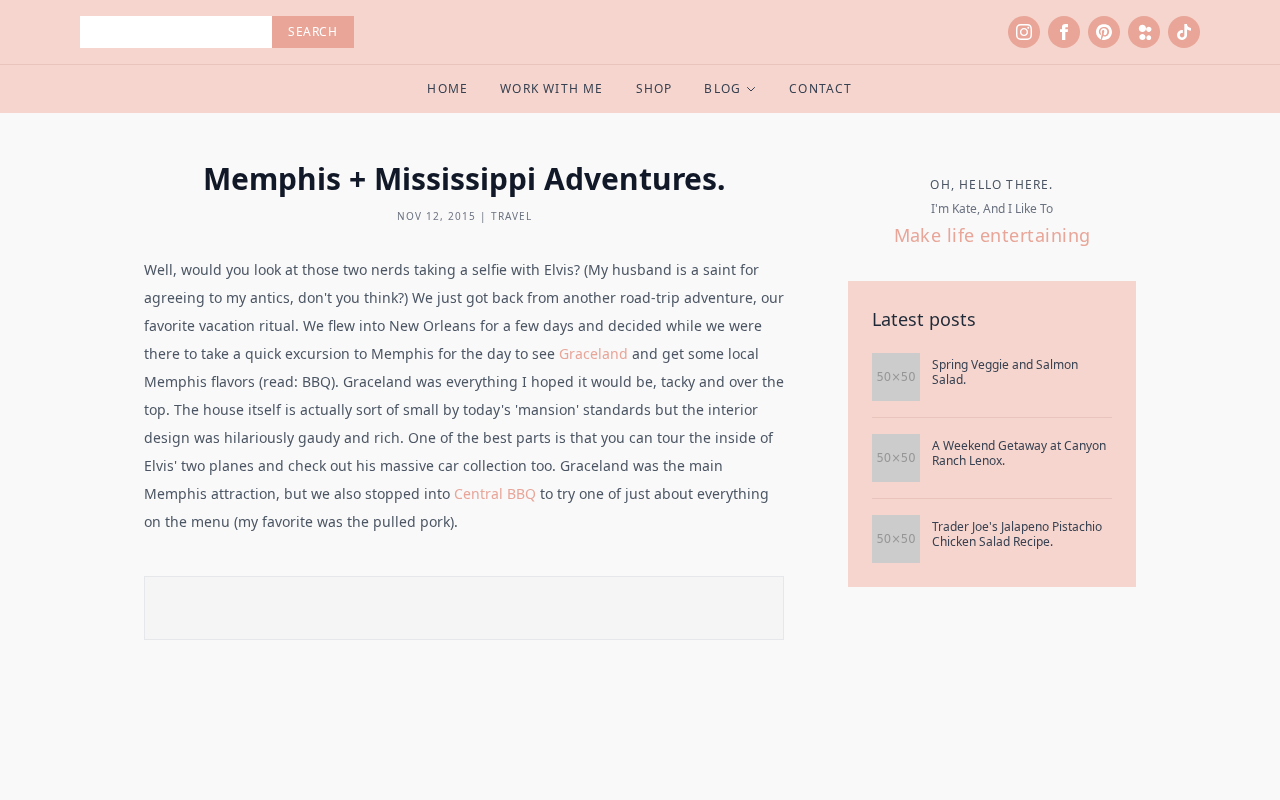 SEARCH
HOME WORK WITH ME SHOP BLOG CONTACT
Memphis + Mississippi Adventures.
NOV 12, 2015 | TRAVEL
Well, would you look at those two nerds taking a selfie with Elvis? (My husband is a saint for
agreeing to my antics, don't you think?) We just got back from another road-trip adventure, our
favorite vacation ritual. We flew into New Orleans for a few days and decided while we were
there to take a quick excursion to Memphis for the day to see Graceland and get some local
Memphis flavors (read: BBQ). Graceland was everything I hoped it would be, tacky and over the
top. The house itself is actually sort of small by today's 'mansion' standards but the interior
design was hilariously gaudy and rich. One of the best parts is that you can tour the inside of
Elvis' two planes and check out his massive car collection too. Graceland was the main
Memphis attraction, but we also stopped into Central BBQ to try one of just about everything
on the menu (my favorite was the pulled pork).
OH, HELLO THERE.
I'm Kate, And I Like To
Make life entertaining
Latest posts
50×50
Spring Veggie and Salmon
Salad.
50×50
A Weekend Getaway at Canyon
Ranch Lenox.
50×50
Trader Joe's Jalapeno Pistachio
Chicken Salad Recipe.